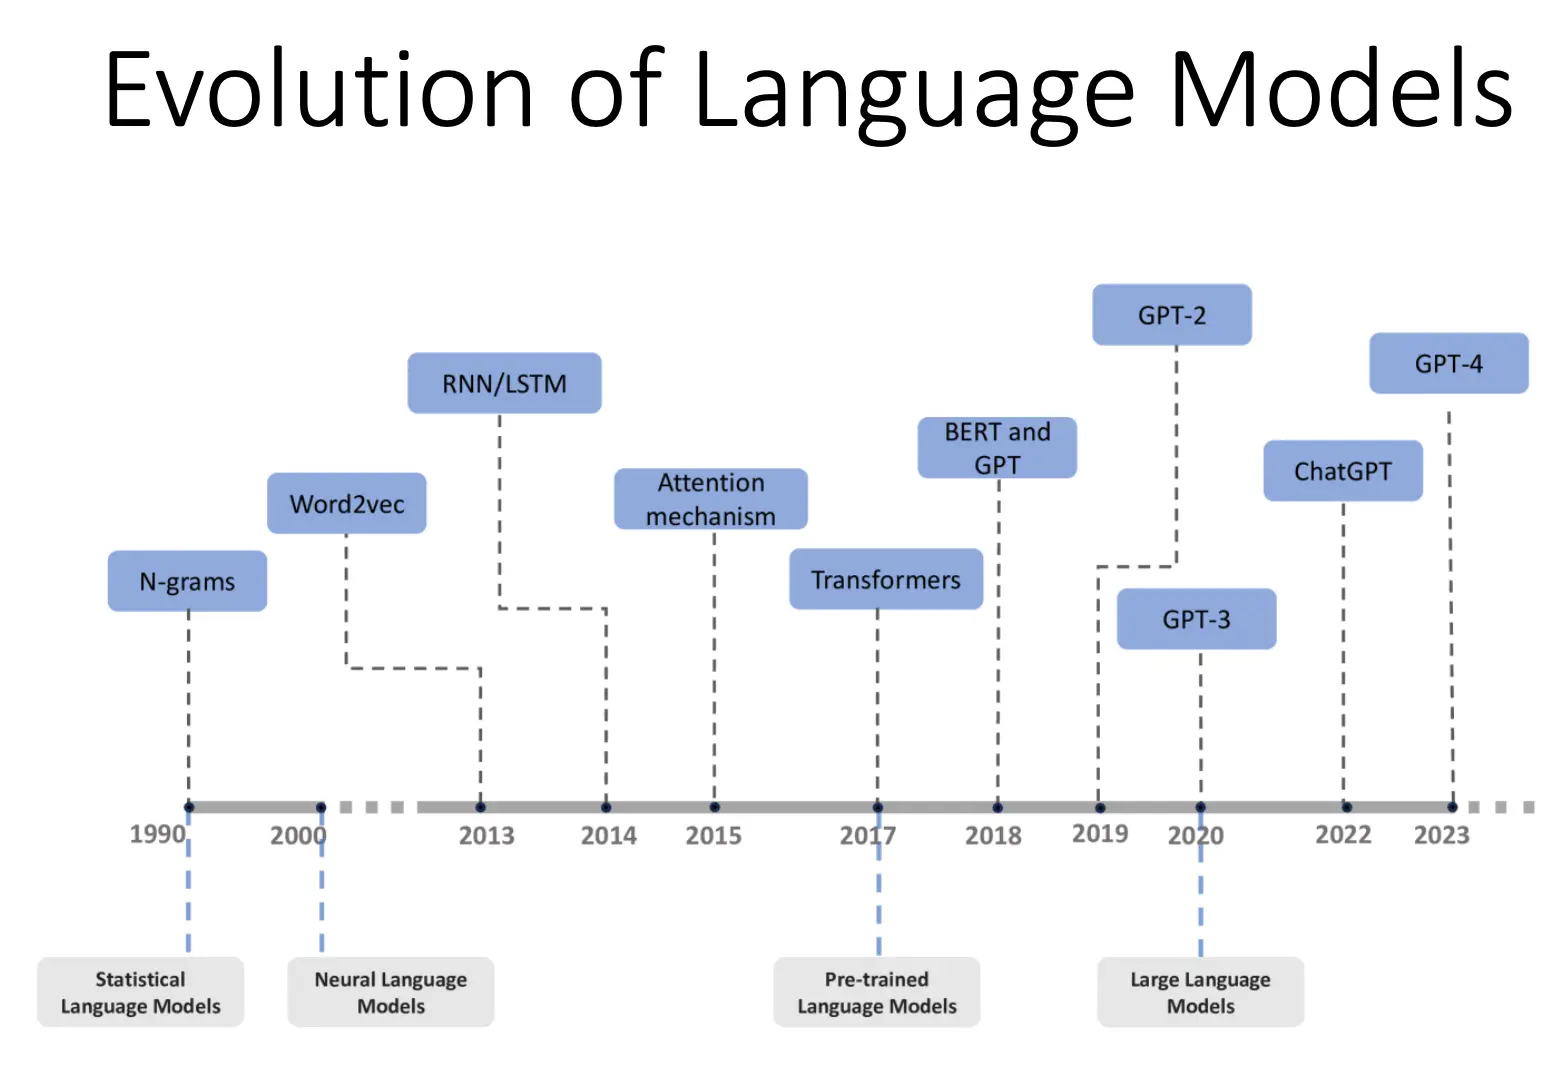 Evolution of Language Models
GPT-2
GPT-4
RNN/LSTM
BERT and
GPT
ChatGPT
Word2vec
Attention
mechanism
N-grams
Transformers
GPT-3
1990
2000
2013
2014
2015
2017
2018
2019
2020
2022
2023
Statistical
Language Models
Neural Language
Models
Pre-trained
Language Models
Large Language
Models